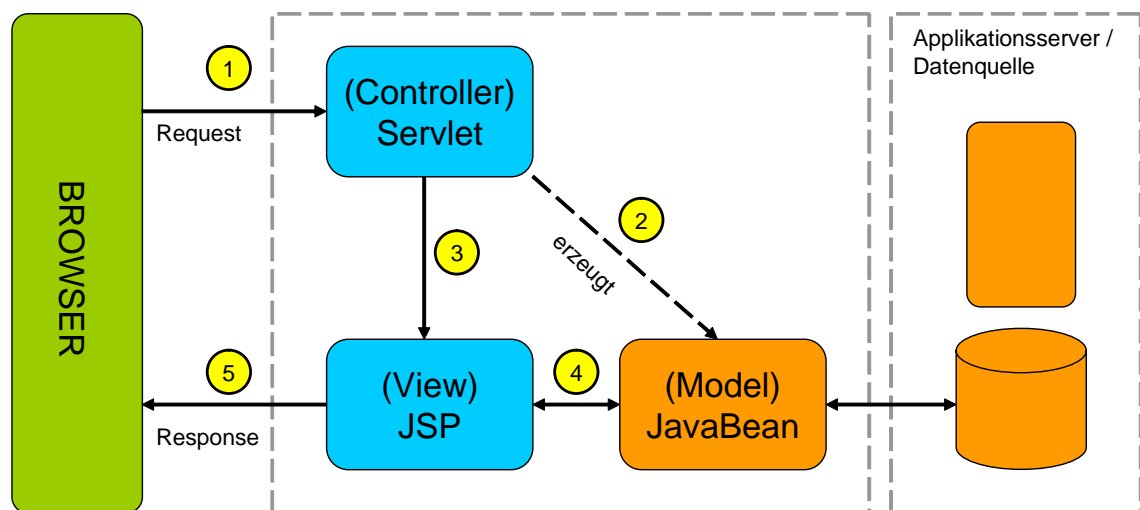 BROWSER
1
Request
(Controller)
Servlet
2
erzeugt
3
(View)
JSP
4
(Model)
JavaBean
5
Response
Applikationsserver /
Datenquelle